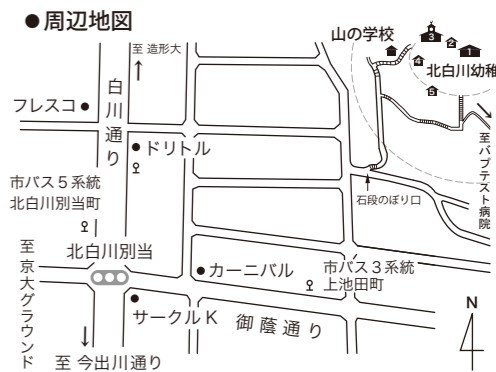 ●周辺地図
至 造形大
山の学校
3
2
1
4
5
北白川幼稚
白川通り
フレスコ●
●ドリトル
市バス５系統
北白川別当町
石段のぼり口
至バプテスト病院
北白川別当
至京大グラウンド
●カーニバル
市バス３系統
上池田町
●サークルＫ
御蔭通り
至 今出川通り
N